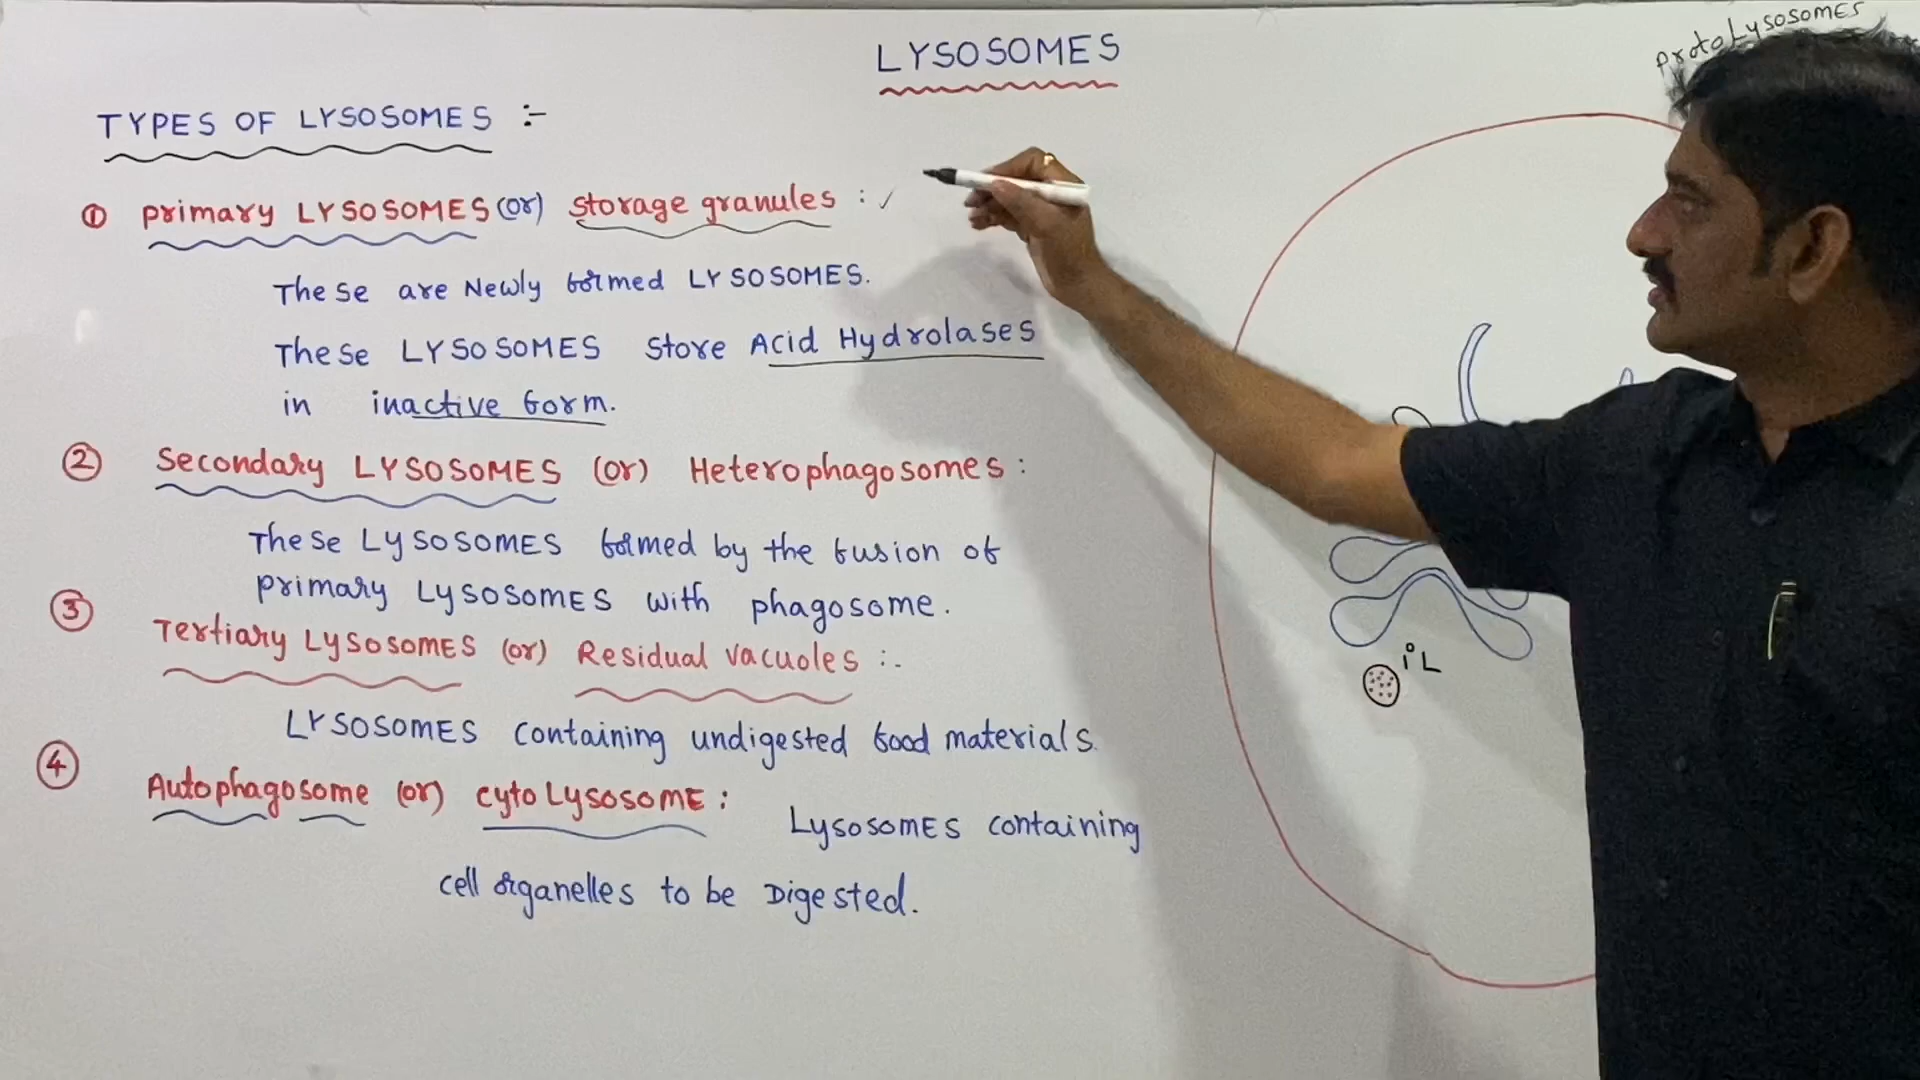 LYSOSOMES
protoLysosomes
TYPES OF LYSOSOMES :-
① primary LYSOSOMES (or) storage granules : ✓
These are Newly formed LYSOSOMES.
These LYSOSOMES store Acid Hydrolases
in inactive form.
② Secondary LYSOSOMES (or) Heterophagosomes :
These LYSOSOMES formed by the fusion of
primary LYSOSOMES with phagosome.
③ Tertiary LYSOSOMES (or) Residual vacuoles :-
LYSOSOMES containing undigested food materials.
④ Autophagosome (or) cytoLysosome : Lysosomes containing
cell organelles to be Digested.
1°L